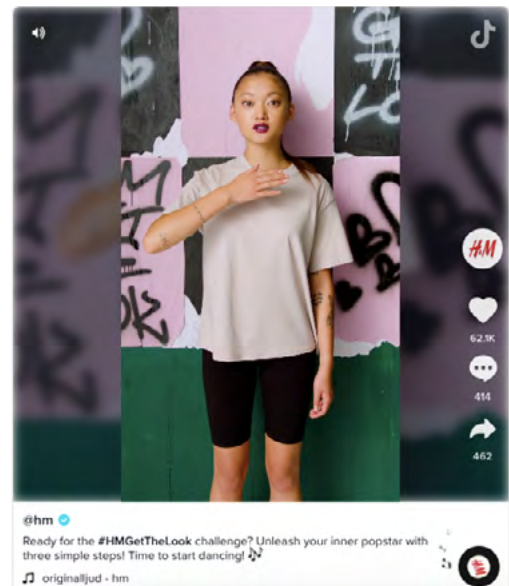 H&M
62.1K
414
462
@hm
Ready for the #HMGetTheLook challenge? Unleash your inner popstar with
three simple steps! Time to start dancing!
originalljud - hm